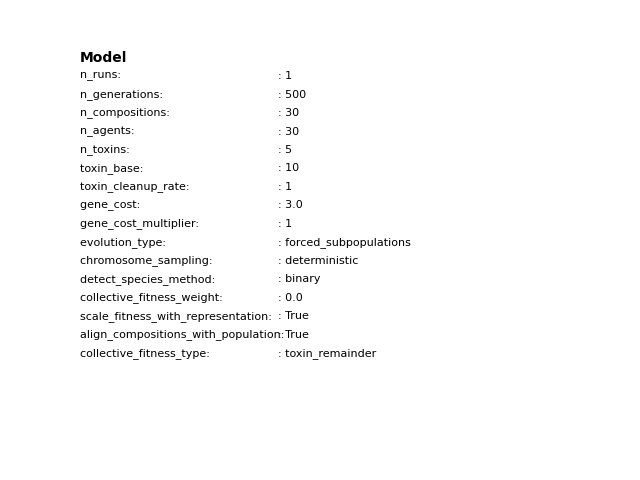 Model
n_runs: : 1
n_generations: : 500
n_compositions: : 30
n_agents: : 30
n_toxins: : 5
toxin_base: : 10
toxin_cleanup_rate: : 1
gene_cost: : 3.0
gene_cost_multiplier: : 1
evolution_type: : forced_subpopulations
chromosome_sampling: : deterministic
detect_species_method: : binary
collective_fitness_weight: : 0.0
scale_fitness_with_representation: : True
align_compositions_with_population: : True
collective_fitness_type: : toxin_remainder